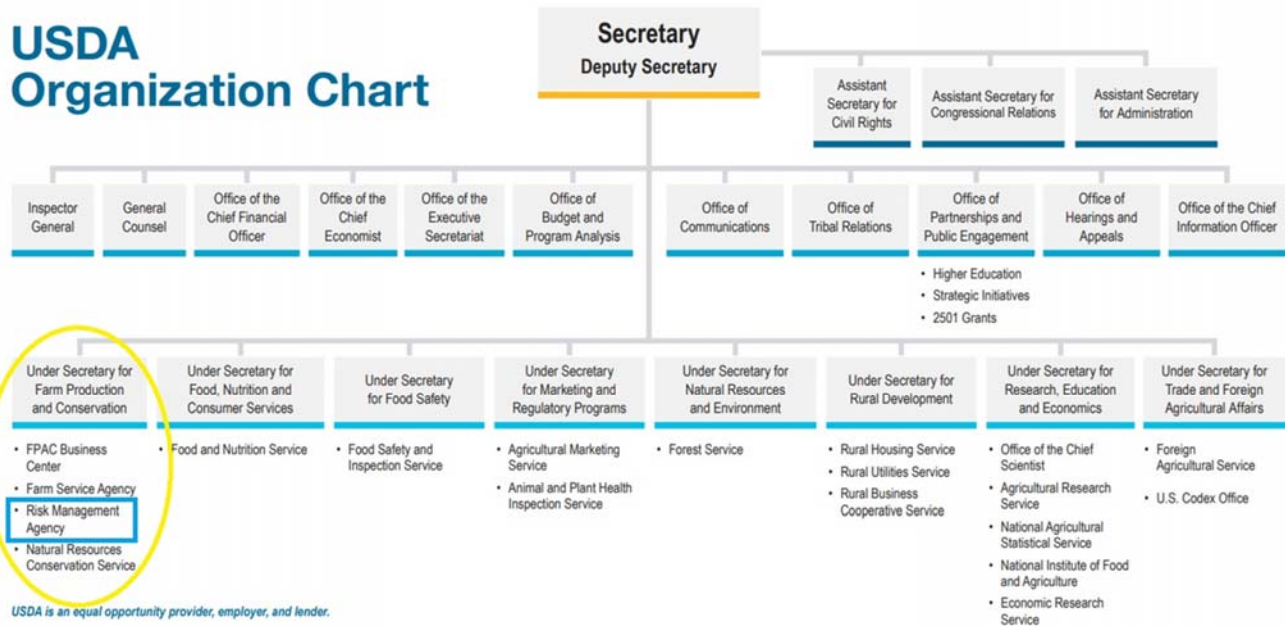 USDA
Organization Chart
Secretary
Deputy Secretary
Assistant
Secretary for
Civil Rights
Assistant Secretary for
Congressional Relations
Assistant Secretary
for Administration
Inspector
General
General
Counsel
Office of the
Chief Financial
Officer
Office of the
Chief
Economist
Office of the
Executive
Secretariat
Office of
Budget and
Program Analysis
Office of
Communications
Office of
Tribal Relations
Office of
Partnerships and
Public Engagement
• Higher Education
• Strategic Initiatives
• 2501 Grants
Office of
Hearings and
Appeals
Office of the Chief
Information Officer
Under Secretary for
Farm Production
and Conservation
• FPAC Business
Center
• Farm Service Agency
• Risk Management
Agency
• Natural Resources
Conservation Service
Under Secretary for
Food, Nutrition and
Consumer Services
• Food and Nutrition Service
Under Secretary
for Food Safety
• Food Safety and
Inspection Service
Under Secretary
for Marketing and
Regulatory Programs
• Agricultural Marketing
Service
• Animal and Plant Health
Inspection Service
Under Secretary for
Natural Resources
and Environment
• Forest Service
Under Secretary for
Rural Development
• Rural Housing Service
• Rural Utilities Service
• Rural Business
Cooperative Service
Under Secretary for
Research, Education
and Economics
• Office of the Chief
Scientist
• Agricultural Research
Service
• National Agricultural
Statistical Service
• National Institute of Food
and Agriculture
• Economic Research
Service
Under Secretary for
Trade and Foreign
Agricultural Affairs
• Foreign
Agricultural Service
• U.S. Codex Office
USDA is an equal opportunity provider, employer, and lender.